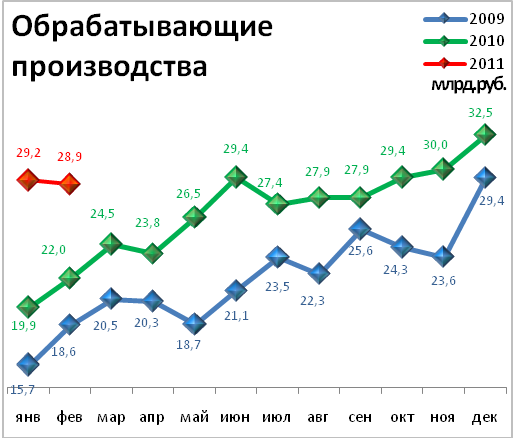 Обрабатывающие
производства
2009
2010
2011
млрд.руб.
29,2 28,9
19,9 22,0 24,5 23,8 26,5 29,4 27,4 27,9 27,9 29,4 30,0 32,5
15,7 18,6 20,5 20,3 18,7 21,1 23,5 22,3 25,6 24,3 23,6 29,4
янв фев мар апр май июн июл авг сен окт ноя дек